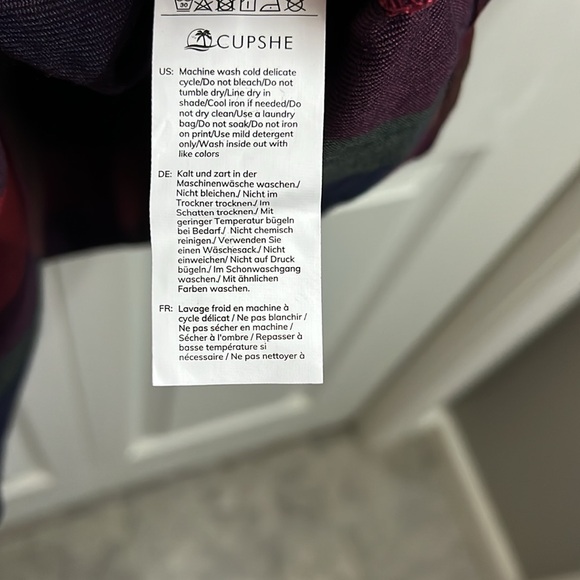 30
CUPSHE
US: Machine wash cold delicate
cycle/Do not bleach/Do not
tumble dry/Line dry in
shade/Cool iron if needed/Do
not dry clean/Use a laundry
bag/Do not soak/Do not iron
on print/Use mild detergent
only/Wash inside out with
like colors
DE: Kalt und zart in der
Maschinenwäsche waschen./
Nicht bleichen./ Nicht im
Trockner trocknen./ Im
Schatten trocknen./ Mit
geringer Temperatur bügeln
bei Bedarf./ Nicht chemisch
reinigen./ Verwenden Sie
einen Wäschesack./ Nicht
einweichen/ Nicht auf Druck
bügeln./ Im Schonwaschgang
waschen./ Mit ähnlichen
Farben waschen.
FR: Lavage froid en machine à
cycle délicat / Ne pas blanchir /
Ne pas sécher en machine /
Sécher à l'ombre / Repasser à
basse température si
nécessaire / Ne pas nettoyer à